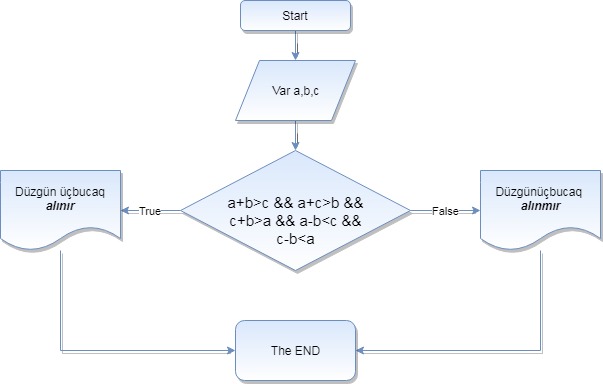 Start
Var a,b,c
a+b>c && a+c>b &&
c+b>a && a-b<c &&
c-b<a
True
False
Düzgün üçbucaq
alınır
Düzgünüçbucaq
alınmır
The END